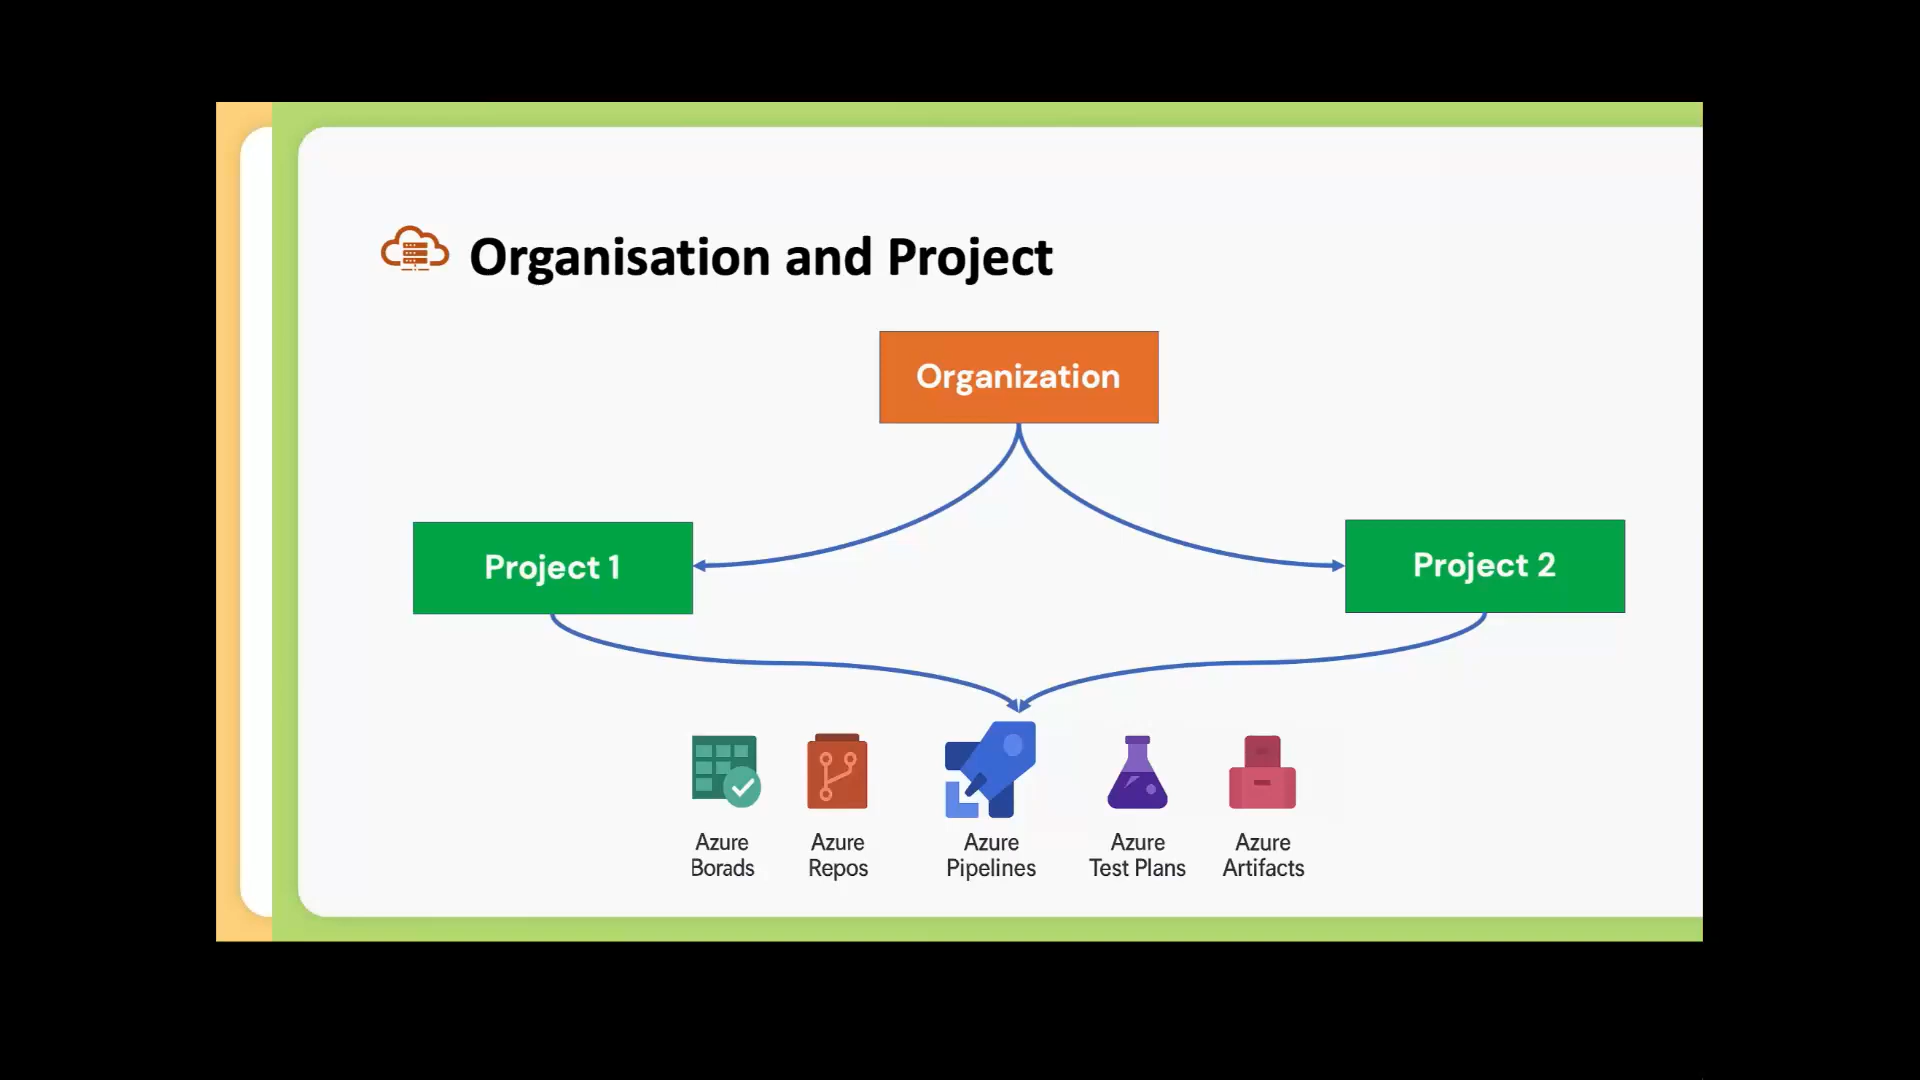 Organisation and Project
Organization
Project 1
Project 2
Azure
Borads
Azure
Repos
Azure
Pipelines
Azure
Test Plans
Azure
Artifacts